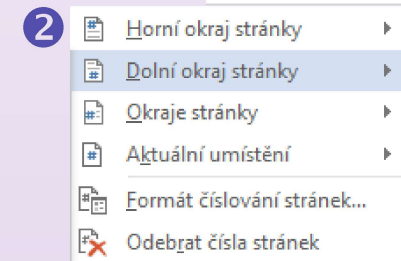 2
Horní okraj stránky
Dolní okraj stránky
Okraje stránky
Aktuální umístění
Formát číslování stránek...
Odebrat čísla stránek